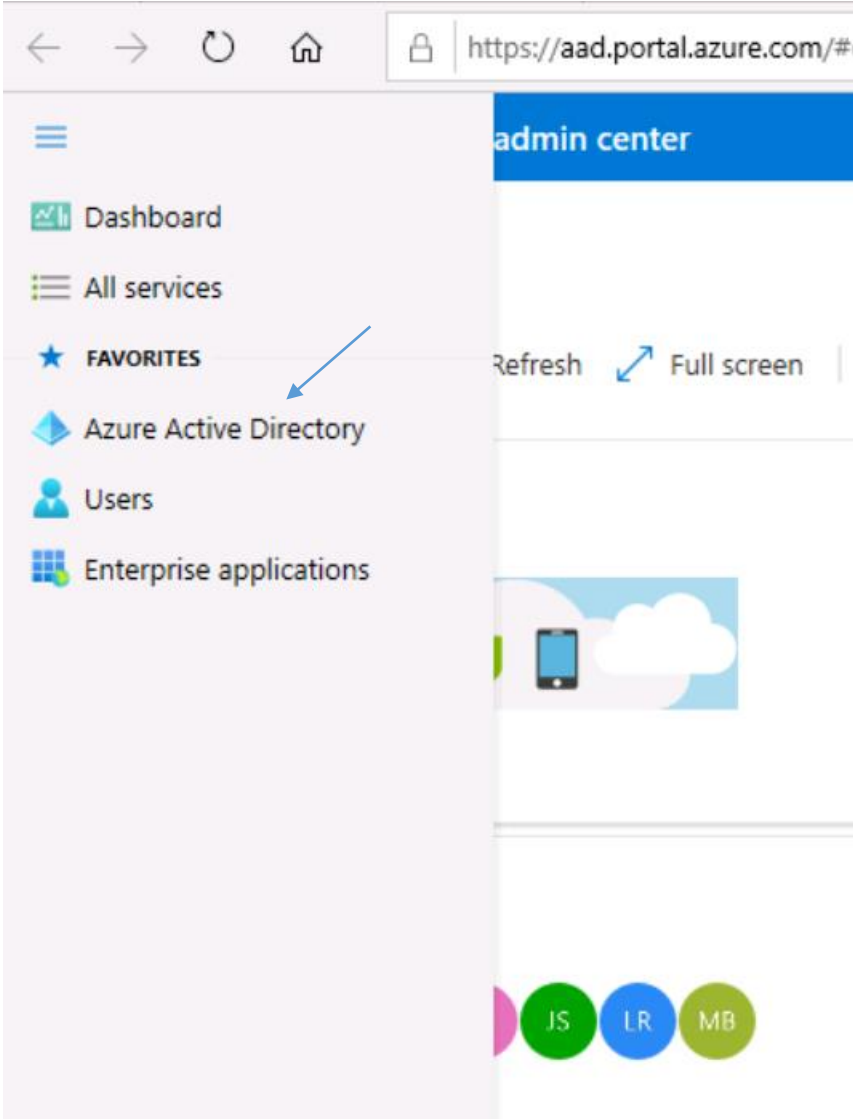 https://aad.portal.azure.com/#
admin center
Dashboard
All services
FAVORITES
Refresh
Full screen
Azure Active Directory
Users
Enterprise applications
JS
LR
MB